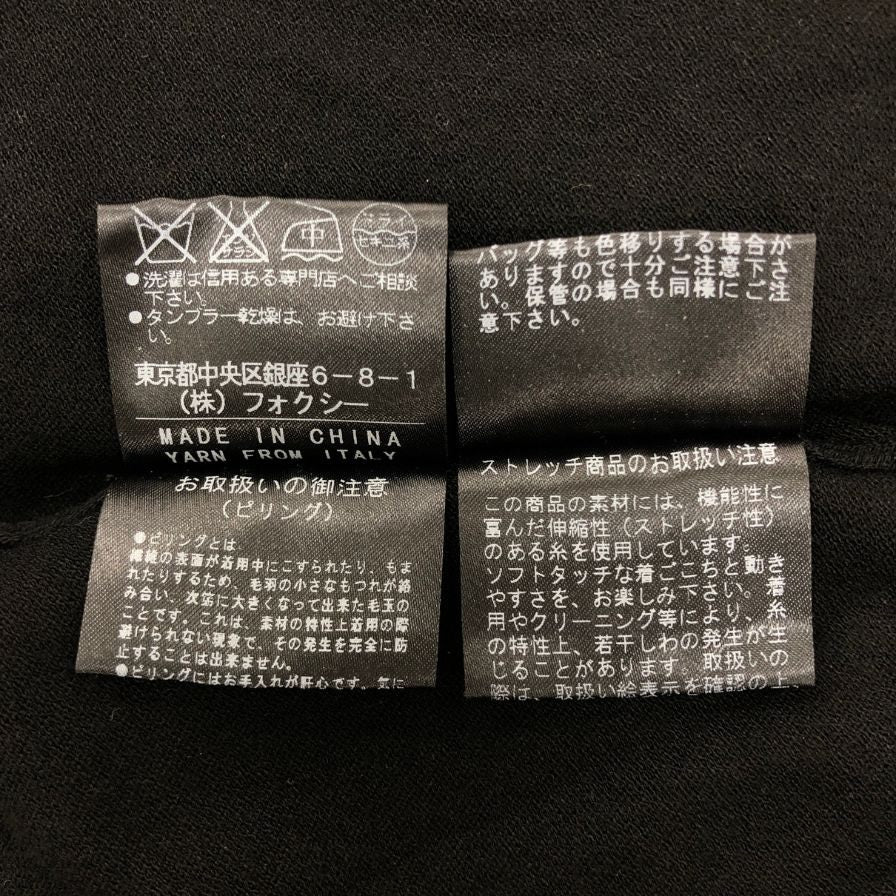 エンソサラシ
中
ドライ
セキユ系
●洗濯は信用ある専門店へご相談
下さい。
●タンブラー乾燥は、お避け下さ
い。
東京都中央区銀座6-8-1
(株)フォクシー
MADE IN CHINA
YARN FROM ITALY
お取扱いの御注意
(ピリング)
●ピリングとは、
繊維の表面が着用中にこすられたり、もま
れたりするため、毛羽の小さなもつれが絡
み合い、次第に大きくなって出来た毛玉の
ことです。これは、素材の特性上着用の際
避けられない現象で、その発生を完全に防
止することは出来ません。
●ピリングにはお手入れが肝心です。気に
バッグ等も色移りする場合が
ありますので十分ご注意下さ
い。保管の場合も同様にご注
意下さい。
ストレッチ商品のお取扱い注意
この商品の素材には、機能性に
富んだ伸縮性(ストレッチ性)
のある糸を使用しています。
ソフトタッチな着ごこちと動き
やすさを、お楽しみ下さい。着
用やクリーニング等により、糸
の特性上、若干しわの発生が生
じることがあります。取扱いの
際は、取扱い絵表示を確認の上、